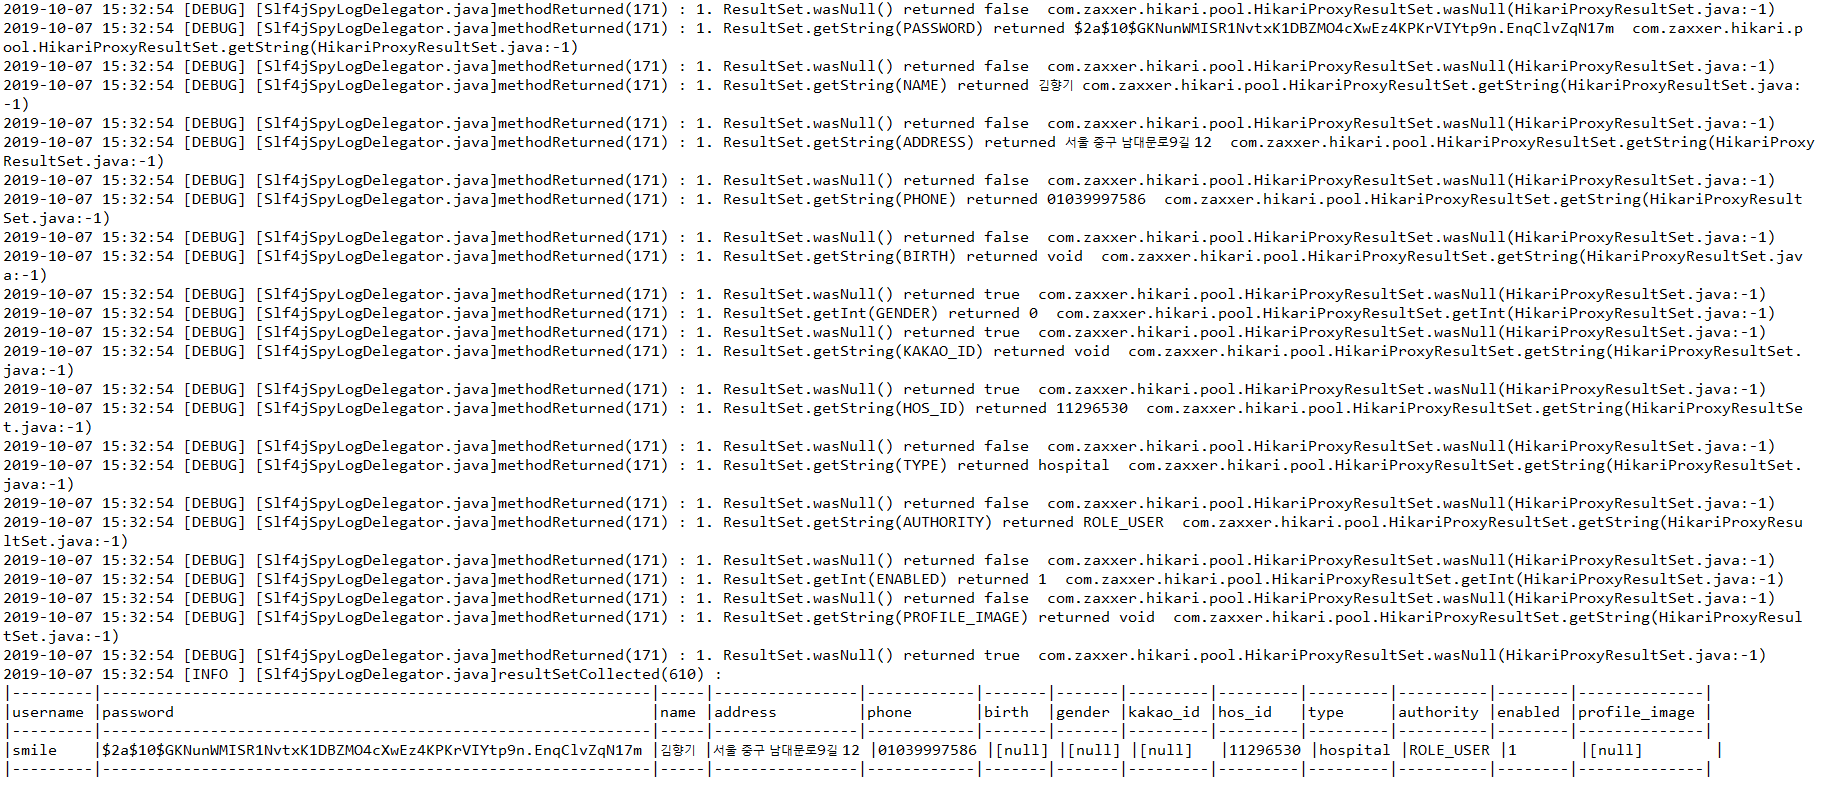 2019-10-07 15:32:54 [DEBUG] [Slf4jSpyLogDelegator.java]methodReturned(171) : 1. ResultSet.wasNull() returned false  com.zaxxer.hikari.pool.HikariProxyResultSet.wasNull(HikariProxyResultSet.java:-1)
2019-10-07 15:32:54 [DEBUG] [Slf4jSpyLogDelegator.java]methodReturned(171) : 1. ResultSet.getString(PASSWORD) returned $2a$10$GKNunWMISR1NvtxK1DBZMO4cXwEz4KPKrVIYtp9n.EnqClvZqN17m  com.zaxxer.hikari.p
ool.HikariProxyResultSet.getString(HikariProxyResultSet.java:-1)
2019-10-07 15:32:54 [DEBUG] [Slf4jSpyLogDelegator.java]methodReturned(171) : 1. ResultSet.wasNull() returned false  com.zaxxer.hikari.pool.HikariProxyResultSet.wasNull(HikariProxyResultSet.java:-1)
2019-10-07 15:32:54 [DEBUG] [Slf4jSpyLogDelegator.java]methodReturned(171) : 1. ResultSet.getString(NAME) returned 김향기 com.zaxxer.hikari.pool.HikariProxyResultSet.getString(HikariProxyResultSet.java:
-1)
2019-10-07 15:32:54 [DEBUG] [Slf4jSpyLogDelegator.java]methodReturned(171) : 1. ResultSet.wasNull() returned false  com.zaxxer.hikari.pool.HikariProxyResultSet.wasNull(HikariProxyResultSet.java:-1)
2019-10-07 15:32:54 [DEBUG] [Slf4jSpyLogDelegator.java]methodReturned(171) : 1. ResultSet.getString(ADDRESS) returned 서울 중구 남대문로9길 12  com.zaxxer.hikari.pool.HikariProxyResultSet.getString(HikariProxy
ResultSet.java:-1)
2019-10-07 15:32:54 [DEBUG] [Slf4jSpyLogDelegator.java]methodReturned(171) : 1. ResultSet.wasNull() returned false  com.zaxxer.hikari.pool.HikariProxyResultSet.wasNull(HikariProxyResultSet.java:-1)
2019-10-07 15:32:54 [DEBUG] [Slf4jSpyLogDelegator.java]methodReturned(171) : 1. ResultSet.getString(PHONE) returned 01039997586  com.zaxxer.hikari.pool.HikariProxyResultSet.getString(HikariProxyResult
Set.java:-1)
2019-10-07 15:32:54 [DEBUG] [Slf4jSpyLogDelegator.java]methodReturned(171) : 1. ResultSet.wasNull() returned false  com.zaxxer.hikari.pool.HikariProxyResultSet.wasNull(HikariProxyResultSet.java:-1)
2019-10-07 15:32:54 [DEBUG] [Slf4jSpyLogDelegator.java]methodReturned(171) : 1. ResultSet.getString(BIRTH) returned void  com.zaxxer.hikari.pool.HikariProxyResultSet.getString(HikariProxyResultSet.jav
a:-1)
2019-10-07 15:32:54 [DEBUG] [Slf4jSpyLogDelegator.java]methodReturned(171) : 1. ResultSet.wasNull() returned true  com.zaxxer.hikari.pool.HikariProxyResultSet.wasNull(HikariProxyResultSet.java:-1)
2019-10-07 15:32:54 [DEBUG] [Slf4jSpyLogDelegator.java]methodReturned(171) : 1. ResultSet.getInt(GENDER) returned 0  com.zaxxer.hikari.pool.HikariProxyResultSet.getInt(HikariProxyResultSet.java:-1)
2019-10-07 15:32:54 [DEBUG] [Slf4jSpyLogDelegator.java]methodReturned(171) : 1. ResultSet.wasNull() returned true  com.zaxxer.hikari.pool.HikariProxyResultSet.wasNull(HikariProxyResultSet.java:-1)
2019-10-07 15:32:54 [DEBUG] [Slf4jSpyLogDelegator.java]methodReturned(171) : 1. ResultSet.getString(KAKAO_ID) returned void  com.zaxxer.hikari.pool.HikariProxyResultSet.getString(HikariProxyResultSet.
java:-1)
2019-10-07 15:32:54 [DEBUG] [Slf4jSpyLogDelegator.java]methodReturned(171) : 1. ResultSet.wasNull() returned true  com.zaxxer.hikari.pool.HikariProxyResultSet.wasNull(HikariProxyResultSet.java:-1)
2019-10-07 15:32:54 [DEBUG] [Slf4jSpyLogDelegator.java]methodReturned(171) : 1. ResultSet.getString(HOS_ID) returned 11296530  com.zaxxer.hikari.pool.HikariProxyResultSet.getString(HikariProxyResultSe
t.java:-1)
2019-10-07 15:32:54 [DEBUG] [Slf4jSpyLogDelegator.java]methodReturned(171) : 1. ResultSet.wasNull() returned false  com.zaxxer.hikari.pool.HikariProxyResultSet.wasNull(HikariProxyResultSet.java:-1)
2019-10-07 15:32:54 [DEBUG] [Slf4jSpyLogDelegator.java]methodReturned(171) : 1. ResultSet.getString(TYPE) returned hospital  com.zaxxer.hikari.pool.HikariProxyResultSet.getString(HikariProxyResultSet.
java:-1)
2019-10-07 15:32:54 [DEBUG] [Slf4jSpyLogDelegator.java]methodReturned(171) : 1. ResultSet.wasNull() returned false  com.zaxxer.hikari.pool.HikariProxyResultSet.wasNull(HikariProxyResultSet.java:-1)
2019-10-07 15:32:54 [DEBUG] [Slf4jSpyLogDelegator.java]methodReturned(171) : 1. ResultSet.getString(AUTHORITY) returned ROLE_USER  com.zaxxer.hikari.pool.HikariProxyResultSet.getString(HikariProxyResu
ltSet.java:-1)
2019-10-07 15:32:54 [DEBUG] [Slf4jSpyLogDelegator.java]methodReturned(171) : 1. ResultSet.wasNull() returned false  com.zaxxer.hikari.pool.HikariProxyResultSet.wasNull(HikariProxyResultSet.java:-1)
2019-10-07 15:32:54 [DEBUG] [Slf4jSpyLogDelegator.java]methodReturned(171) : 1. ResultSet.getInt(ENABLED) returned 1  com.zaxxer.hikari.pool.HikariProxyResultSet.getInt(HikariProxyResultSet.java:-1)
2019-10-07 15:32:54 [DEBUG] [Slf4jSpyLogDelegator.java]methodReturned(171) : 1. ResultSet.wasNull() returned false  com.zaxxer.hikari.pool.HikariProxyResultSet.wasNull(HikariProxyResultSet.java:-1)
2019-10-07 15:32:54 [DEBUG] [Slf4jSpyLogDelegator.java]methodReturned(171) : 1. ResultSet.getString(PROFILE_IMAGE) returned void  com.zaxxer.hikari.pool.HikariProxyResultSet.getString(HikariProxyResul
tSet.java:-1)
2019-10-07 15:32:54 [DEBUG] [Slf4jSpyLogDelegator.java]methodReturned(171) : 1. ResultSet.wasNull() returned true  com.zaxxer.hikari.pool.HikariProxyResultSet.wasNull(HikariProxyResultSet.java:-1)
2019-10-07 15:32:54 [INFO ] [Slf4jSpyLogDelegator.java]resultSetCollected(610) :
|---------|-------------------------------------------------------------|-----|----------------|------------|-------|-------|---------|---------|---------|----------|--------|--------------|
|username |password                                                     |name |address         |phone       |birth  |gender |kakao_id |hos_id   |type     |authority |enabled |profile_image |
|---------|-------------------------------------------------------------|-----|----------------|------------|-------|-------|---------|---------|---------|----------|--------|--------------|
|smile    |$2a$10$GKNunWMISR1NvtxK1DBZMO4cXwEz4KPKrVIYtp9n.EnqClvZqN17m |김향기 |서울 중구 남대문로9길 12 |01039997586 |[null] |[null] |[null]   |11296530 |hospital |ROLE_USER |1       |[null]        |
|---------|-------------------------------------------------------------|-----|----------------|------------|-------|-------|---------|---------|---------|----------|--------|--------------|